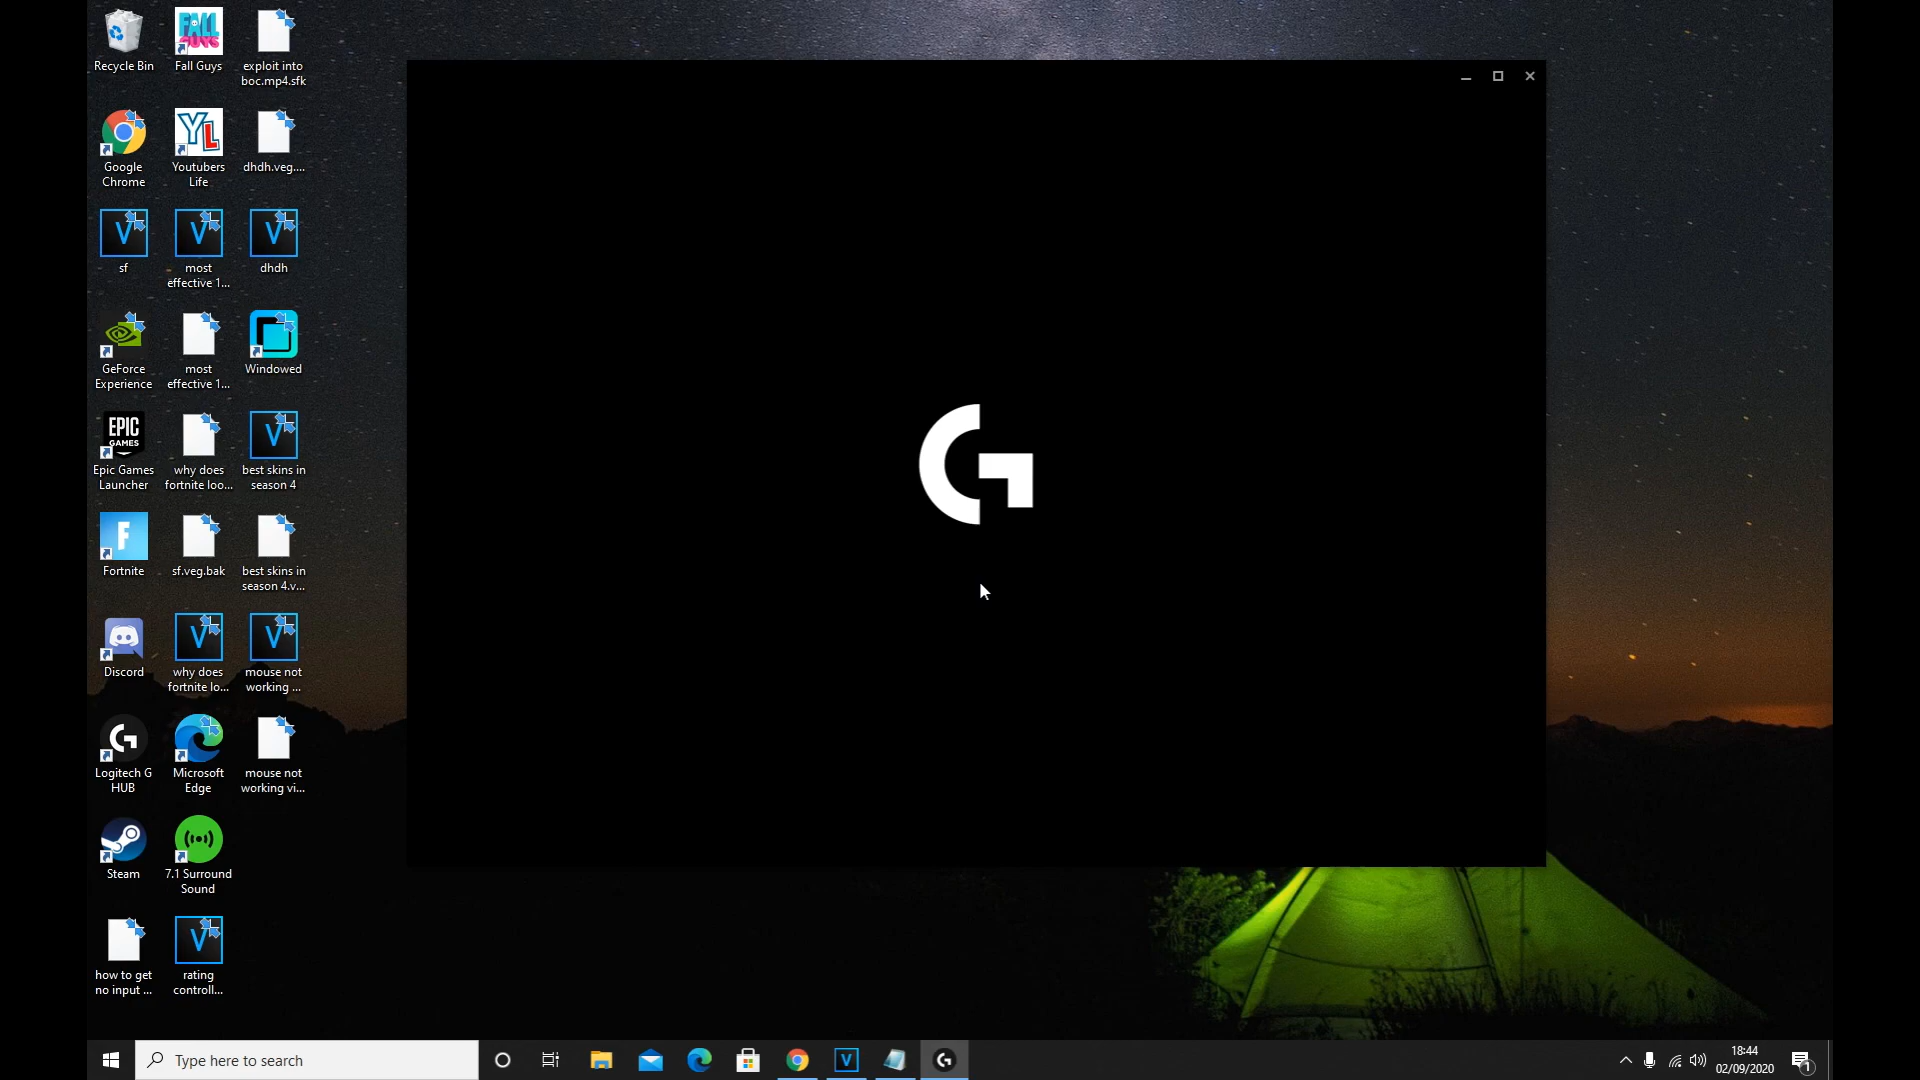 Recycle Bin
FALL GUYS
Fall Guys
exploit into
boc.mp4.sfk
Google
Chrome
YL
Youtubers
Life
dhdh.veg....
V
sf
V
most
effective 1...
V
dhdh
GeForce
Experience
most
effective 1...
Windowed
EPIC
GAMES
Epic Games
Launcher
why does
fortnite loo...
V
best skins in
season 4
F
Fortnite
sf.veg.bak
best skins in
season 4.v...
Discord
V
why does
fortnite lo...
V
mouse not
working ...
G
Logitech G
HUB
Microsoft
Edge
mouse not
working vi...
Steam
7.1 Surround
Sound
how to get
no input ...
V
rating
controll...
G
Type here to search
V
G
18:44
02/09/2020
1